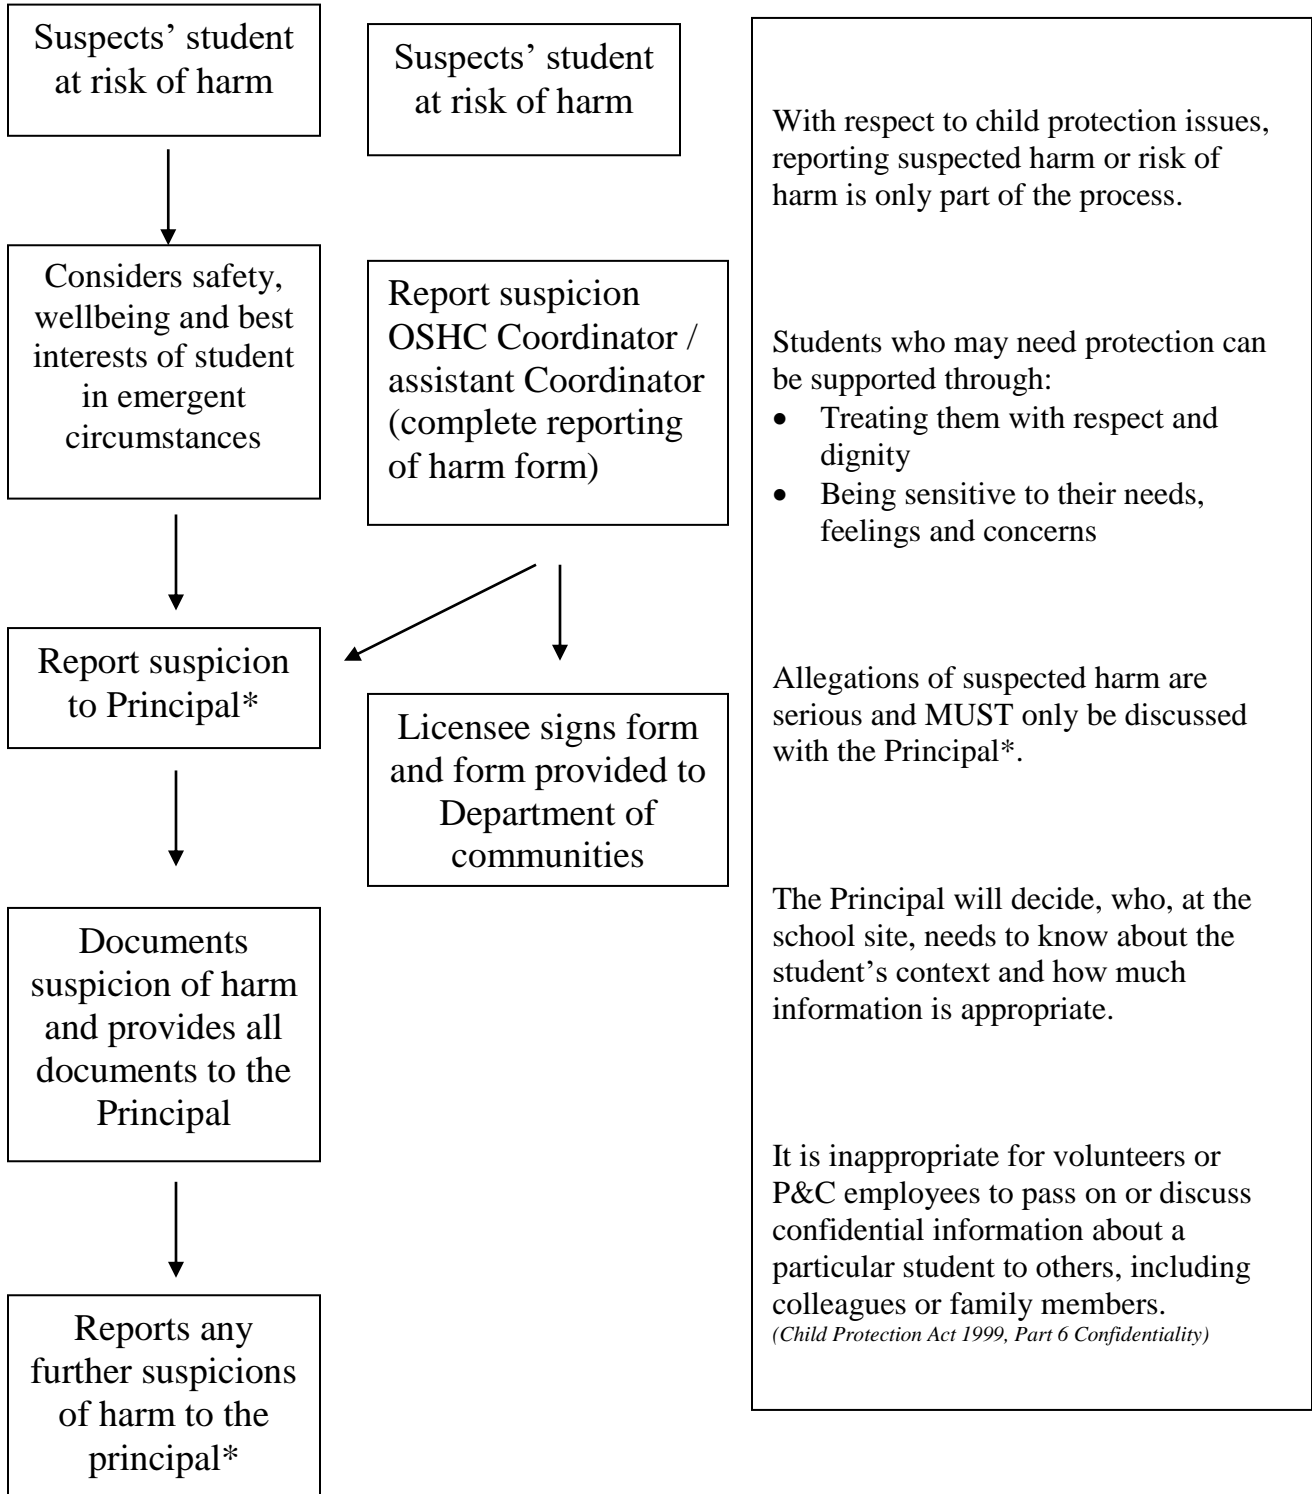 Suspects’ student
at risk of harm
Considers safety,
wellbeing and best
interests of student
in emergent
circumstances
Report suspicion
to Principal*
Documents
suspicion of harm
and provides all
documents to the
Principal
Reports any
further suspicions
of harm to the
principal*
Suspects’ student
at risk of harm
Report suspicion
OSHC Coordinator /
assistant Coordinator
(complete reporting
of harm form)
Licensee signs form
and form provided to
Department of
communities
With respect to child protection issues,
reporting suspected harm or risk of
harm is only part of the process.
Students who may need protection can
be supported through:
• Treating them with respect and
dignity
• Being sensitive to their needs,
feelings and concerns
Allegations of suspected harm are
serious and MUST only be discussed
with the Principal*.
The Principal will decide, who, at the
school site, needs to know about the
student’s context and how much
information is appropriate.
It is inappropriate for volunteers or
P&C employees to pass on or discuss
confidential information about a
particular student to others, including
colleagues or family members.
(Child Protection Act 1999, Part 6 Confidentiality)